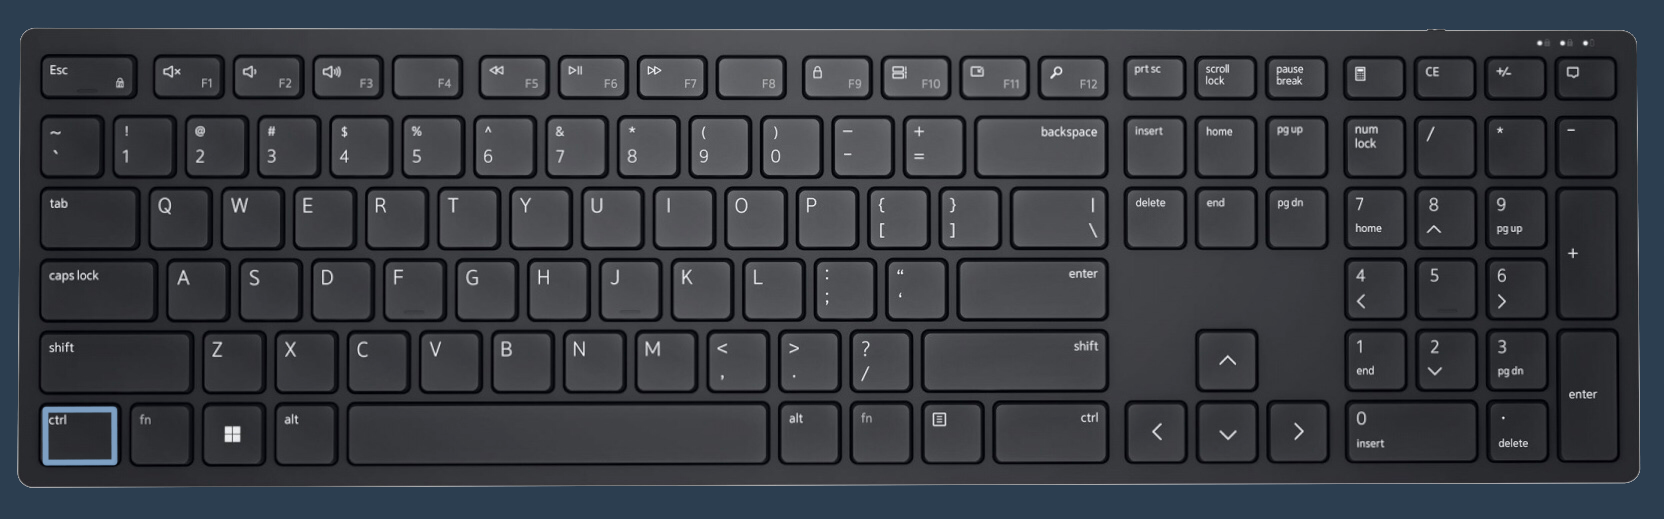 Esc F1 F2 F3 F4 F5 F6 F7 F8 F9 F10 F11 F12 prt sc scroll lock pause break CE +/-
~ ` ! 1 @ 2 # 3 $ 4 % 5 ^ 6 & 7 * 8 ( 9 ) 0 — - + = backspace insert home pg up num lock / * -
tab Q W E R T Y U I O P { [ } ] | \ delete end pg dn 7 home 8 9 pg up +
caps lock A S D F G H J K L : ; “ ‘ enter 4 5 6
shift Z X C V B N M < , > . ? / shift 1 end 2 3 pg dn enter
ctrl fn alt alt fn ctrl 0 insert . delete